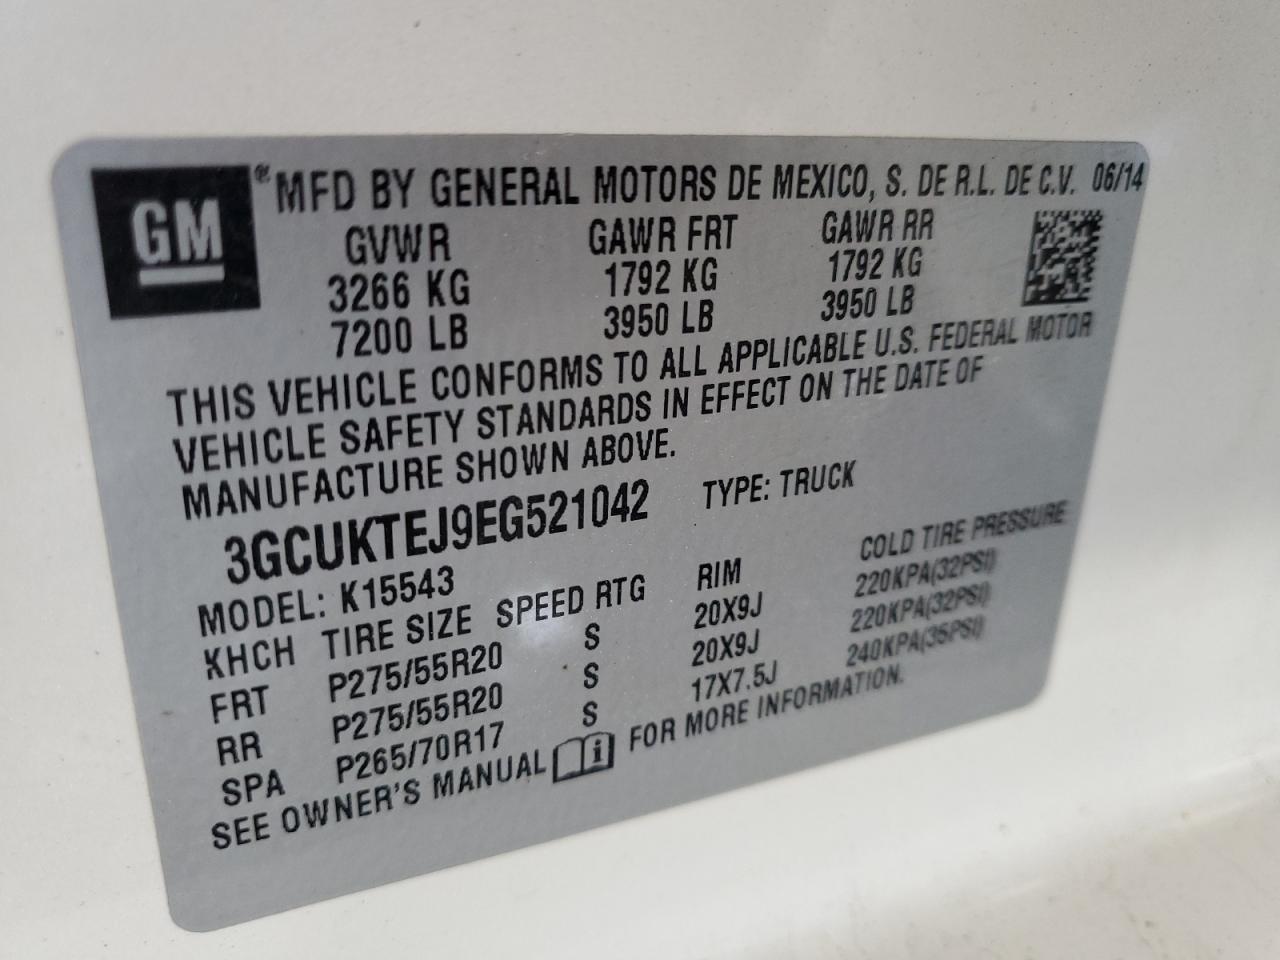 GM
® MFD BY GENERAL MOTORS DE MEXICO, S. DE R.L. DE C.V. 06/14
GVWR GAWR FRT GAWR RR
3266 KG 1792 KG 1792 KG
7200 LB 3950 LB 3950 LB
THIS VEHICLE CONFORMS TO ALL APPLICABLE U.S. FEDERAL MOTOR
VEHICLE SAFETY STANDARDS IN EFFECT ON THE DATE OF
MANUFACTURE SHOWN ABOVE.
3GCUKTEJ9EG521042 TYPE: TRUCK
MODEL: K15543
KHCH TIRE SIZE SPEED RTG RIM COLD TIRE PRESSURE
FRT P275/55R20 S 20X9J 220KPA(32PSI)
RR P275/55R20 S 20X9J 220KPA(32PSI)
SPA P265/70R17 S 17X7.5J 240KPA(35PSI)
SEE OWNER'S MANUAL i FOR MORE INFORMATION.